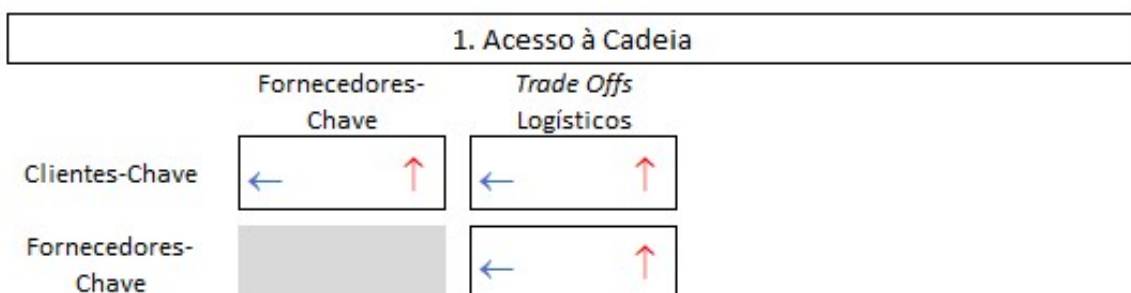 1. Acesso à Cadeia
Fornecedores-
Chave
Trade Offs
Logísticos
Clientes-Chave
← ↑
← ↑
Fornecedores-
Chave
← ↑